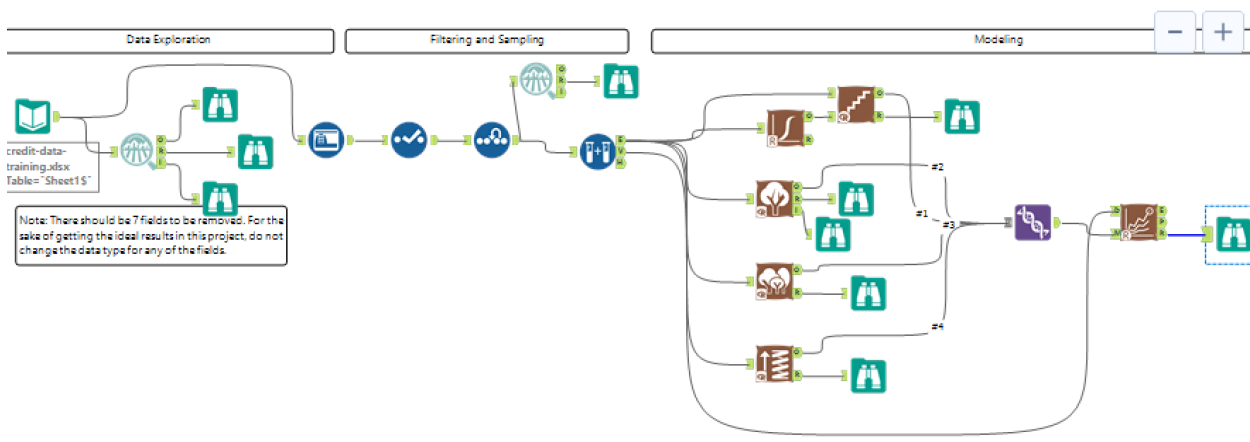 Data Exploration
Filtering and Sampling
Modeling
credit-data-
training.xlsx
Table=`Sheet1$`
Note: There should be 7 fields to be removed. For the
sake of getting the ideal results in this project, do not
change the data type for any of the fields.
#2
#1
#3
#4